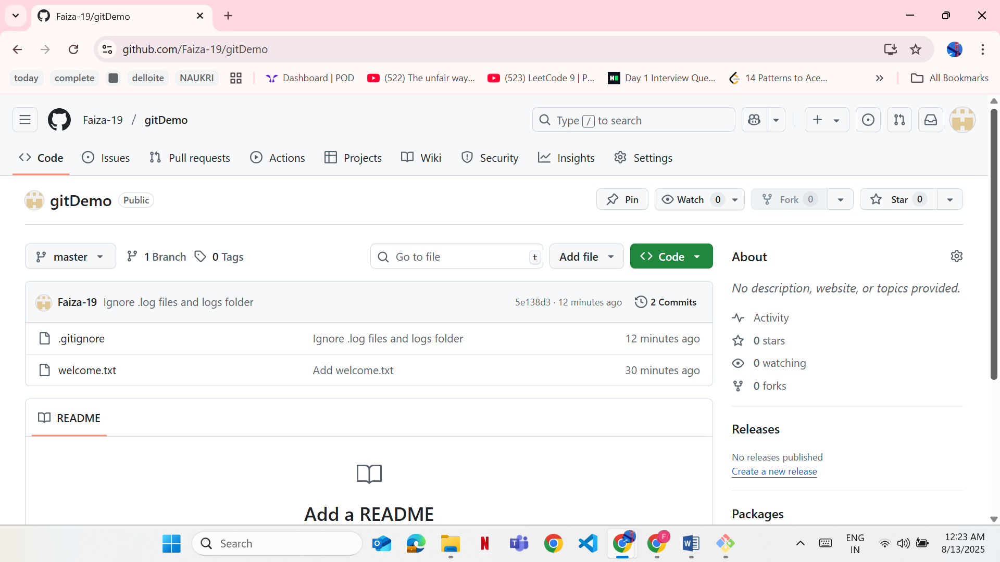 Faiza-19/gitDemo
github.com/Faiza-19/gitDemo
today complete delloite NAUKRI Dashboard | POD (522) The unfair way... (523) LeetCode 9 | P... Day 1 Interview Que... 14 Patterns to Ace... » All Bookmarks
Faiza-19 / gitDemo Type / to search
Code Issues Pull requests Actions Projects Wiki Security Insights Settings
gitDemo Public Pin Watch 0 Fork 0 Star 0
master 1 Branch 0 Tags Go to file t Add file Code
About
No description, website, or topics provided.
Faiza-19 Ignore .log files and logs folder 5e138d3 · 12 minutes ago 2 Commits
.gitignore Ignore .log files and logs folder 12 minutes ago
welcome.txt Add welcome.txt 30 minutes ago
Activity
0 stars
0 watching
0 forks
README
Add a README
Releases
No releases published
Create a new release
Packages
Search
ENG
IN
12:23 AM
8/13/2025